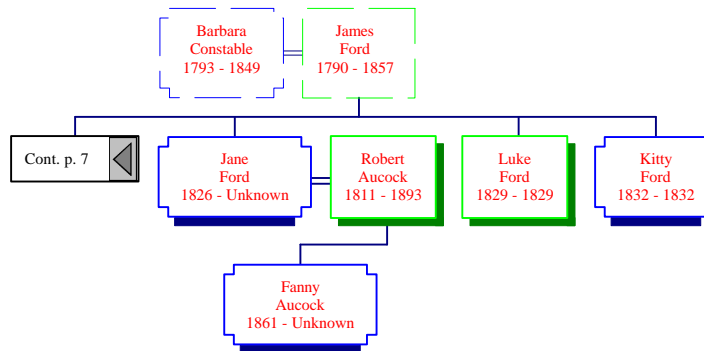 Barbara
Constable
1793 - 1849
James
Ford
1790 - 1857
Cont. p. 7
Jane
Ford
1826 - Unknown
Robert
Aucock
1811 - 1893
Luke
Ford
1829 - 1829
Kitty
Ford
1832 - 1832
Fanny
Aucock
1861 - Unknown